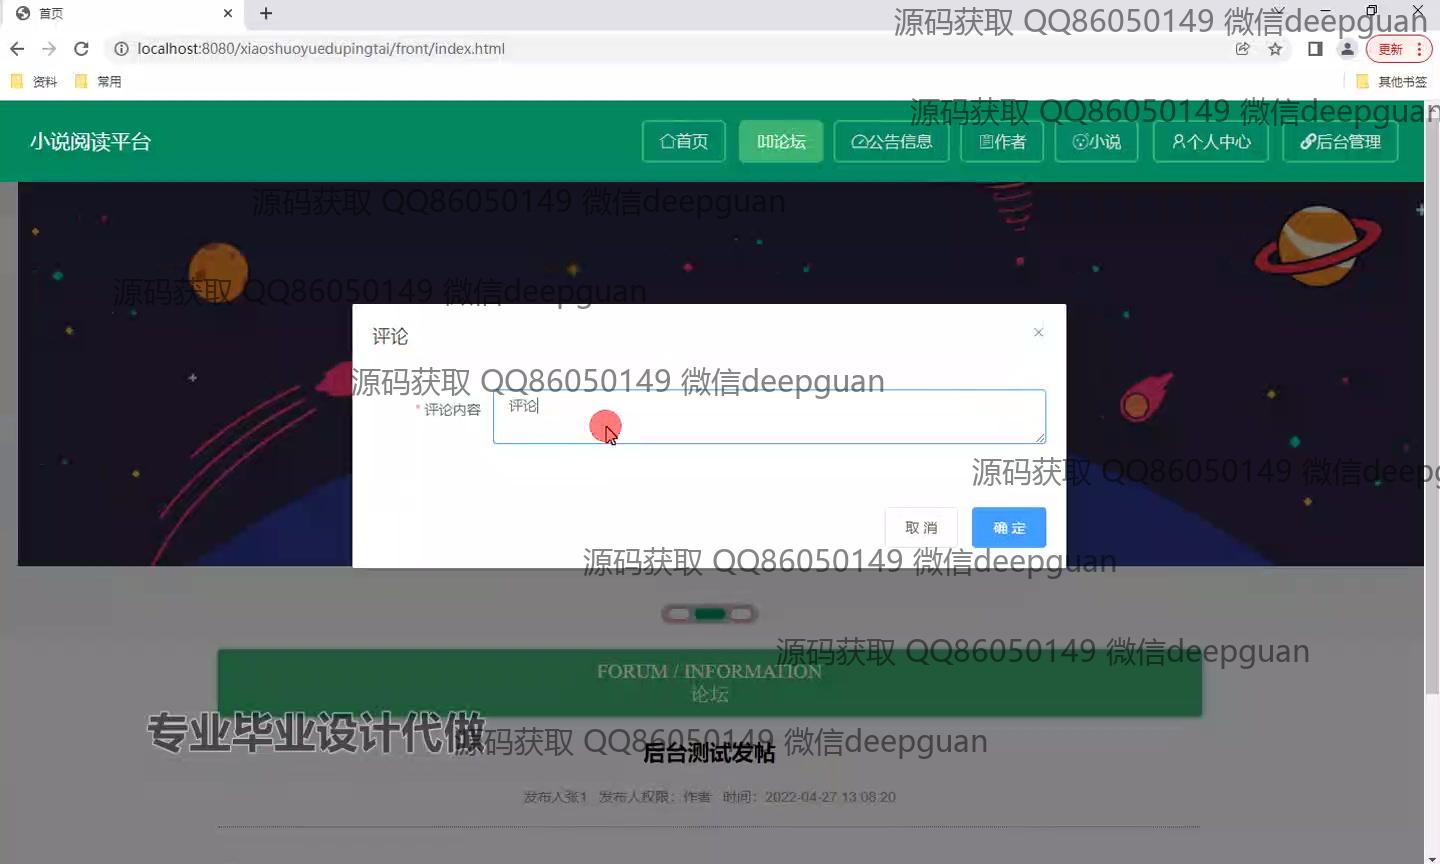 首页
源码获取 QQ86050149 微信deepguan
localhost:8080/xiaoshuoyuedupingtai/front/index.html
更新
资料 常用 其他书签
源码获取 QQ86050149 微信deepguan
小说阅读平台 首页 论坛 公告信息 作者 小说 个人中心 后台管理
源码获取 QQ86050149 微信deepguan
源码获取 QQ86050149 微信deepguan
评论
源码获取 QQ86050149 微信deepguan
* 评论内容 评论
源码获取 QQ86050149 微信deepg
取 消 确 定
源码获取 QQ86050149 微信deepguan
源码获取 QQ86050149 微信deepguan
FORUM / INFORMATION
论坛
专业毕业设计代做
源码获取 QQ86050149 微信deepguan
后台测试发帖
发布人张1 发布人权限：作者 时间：2022-04-27 13:08:20